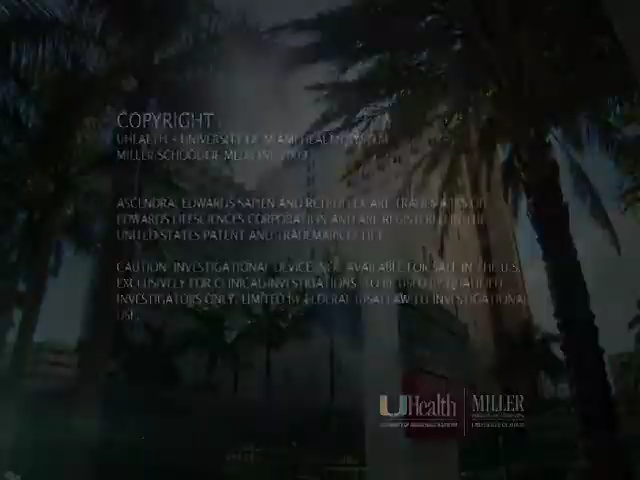 COPYRIGHT
UHEALTH - UNIVERSITY OF MIAMI HEALTH SYSTEM
MILLER SCHOOL OF MEDICINE 2009
ASCENDRA, EDWARDS SAPIEN AND RETROFLEX ARE TRADEMARKS OF
EDWARDS LIFESCIENCES CORPORATION AND ARE REGISTERED IN THE
UNITED STATES PATENT AND TRADEMARK OFFICE.
CAUTION: INVESTIGATIONAL DEVICE. NOT AVAILABLE FOR SALE IN THE U.S.
EXCLUSIVELY FOR CLINICAL INVESTIGATIONS. TO BE USED BY QUALIFIED
INVESTIGATORS ONLY. LIMITED BY FEDERAL (USA) LAW TO INVESTIGATIONAL
USE.
UHealth
MILLER